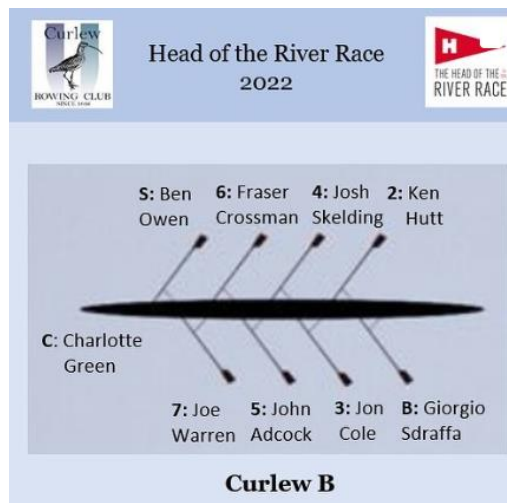 Curlew
ROWING CLUB
Head of the River Race
2022
H
THE HEAD OF THE
RIVER RACE
S: Ben
Owen
6: Fraser
Crossman
4: Josh
Skelding
2: Ken
Hutt
C: Charlotte
Green
7: Joe
Warren
5: John
Adcock
3: Jon
Cole
B: Giorgio
Sdraffa
Curlew B